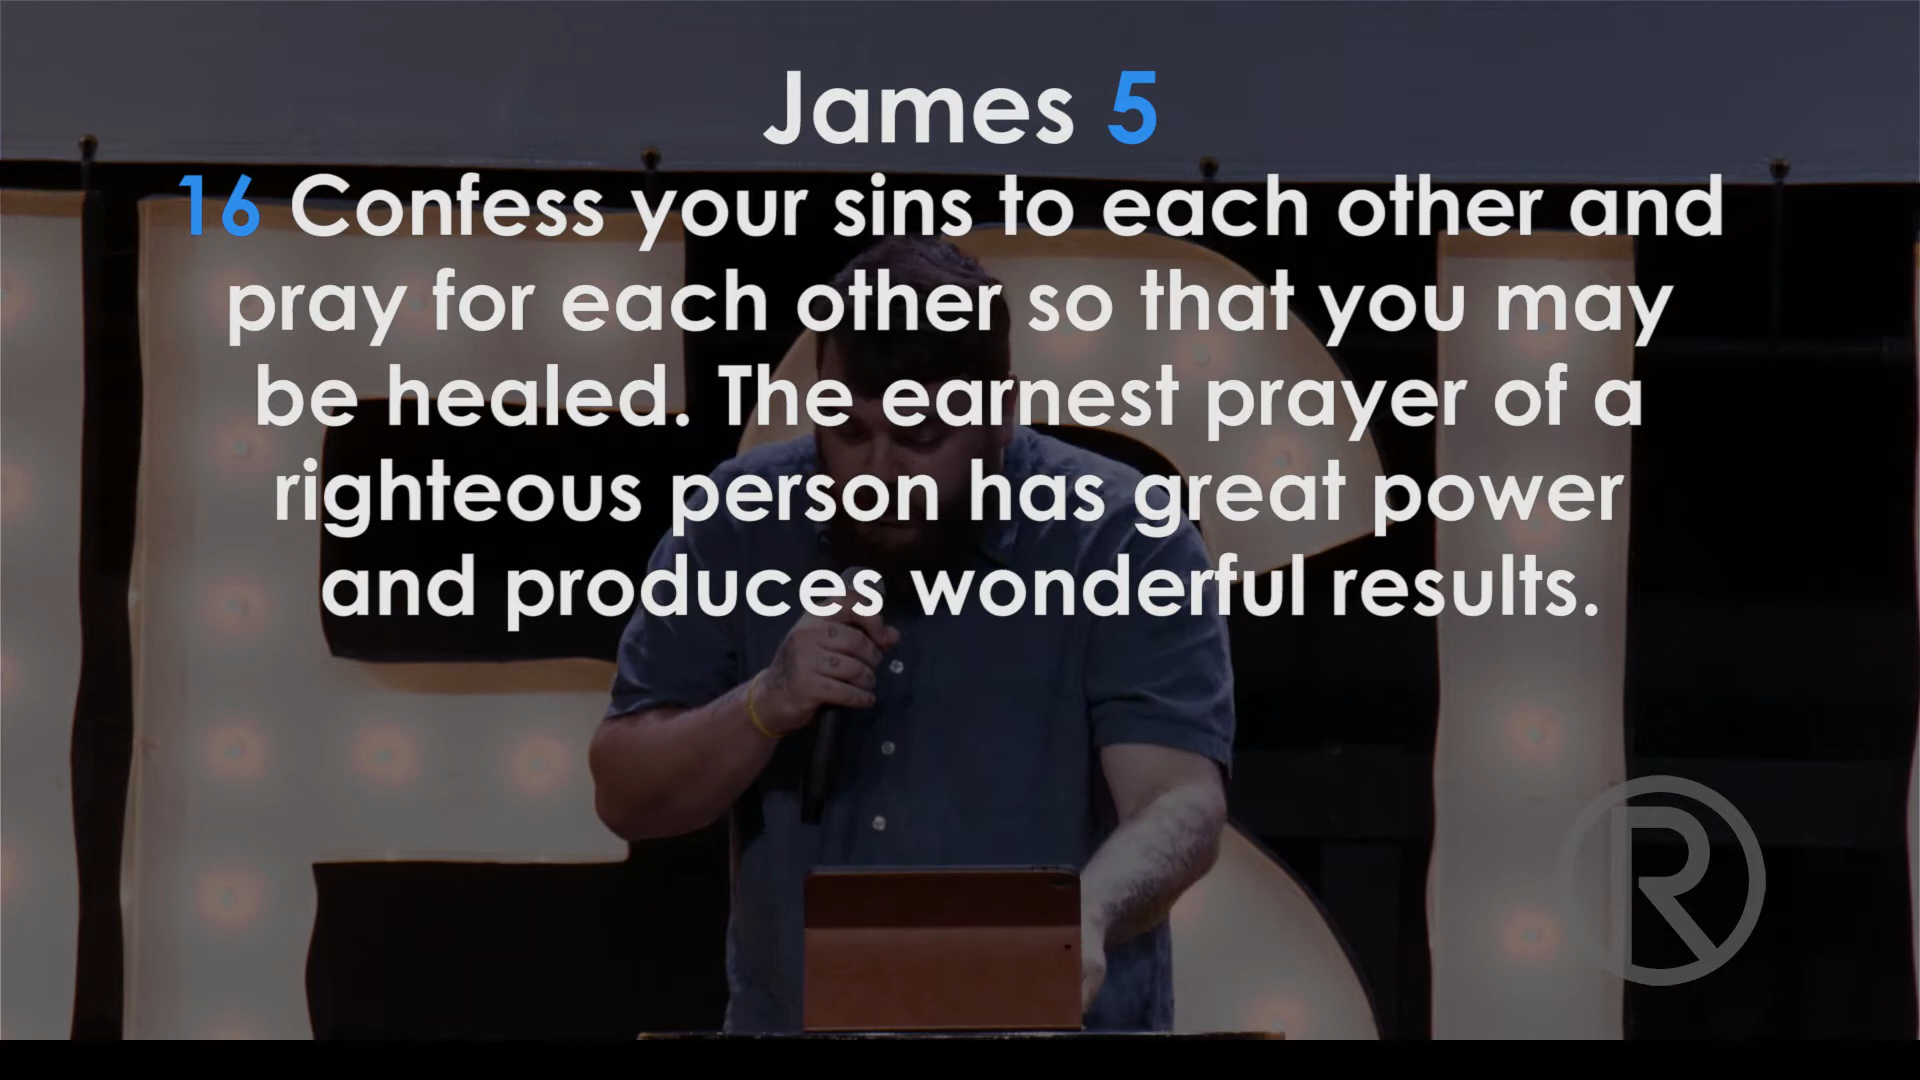 James 5
16 Confess your sins to each other and
pray for each other so that you may
be healed. The earnest prayer of a
righteous person has great power
and produces wonderful results.
R